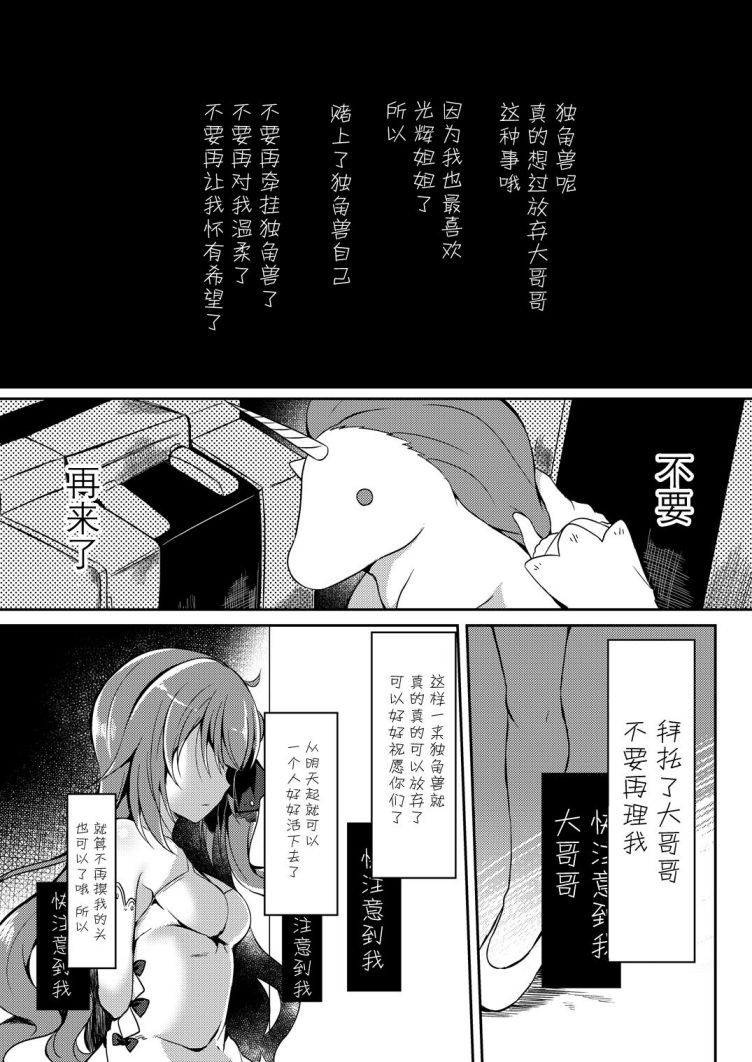 独角兽呢
真的想过放弃大哥哥
这种事哦
因为我也最喜欢
光辉姐姐了
所以
赌上了独角兽自己
不要再牵挂独角兽了
不要再对我温柔了
不要再让我怀有希望了
不要
再来了
拜托了大哥哥
不要再理我
快注意到我
大哥哥
这样一来独角兽就
真的真的可以放弃了
可以好好祝愿你们了
快注意到我
从明天起就可以
一个人好好活下去了
注意到我
就算不再摸我的头
也可以了哦 所以
快注意到我